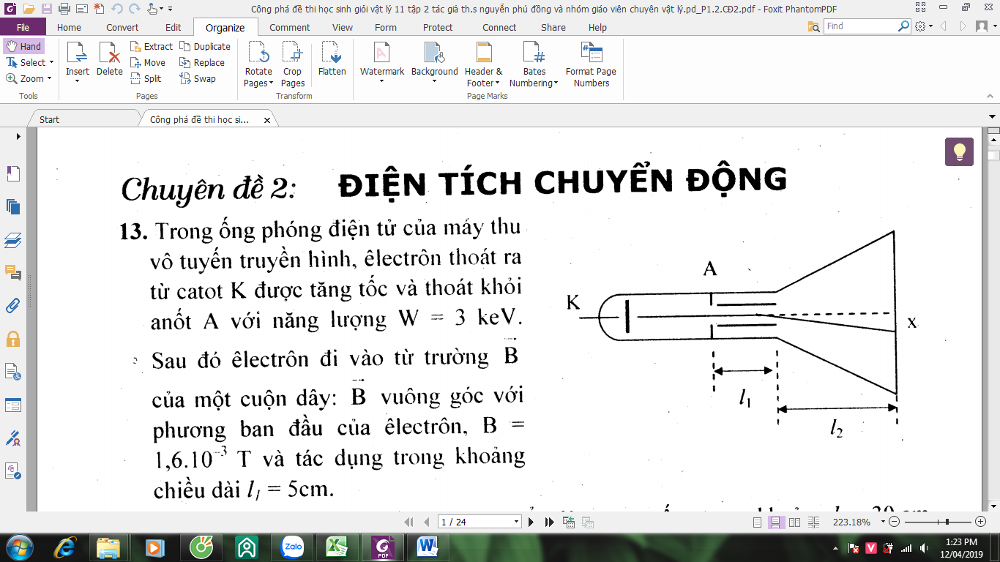 Công phá đề thi học sinh giỏi vật lý 11 tập 2 tác giả th.s nguyễn phú đồng và nhóm giáo viên chuyên vật lý.pd_P1.2.CĐ2.pdf - Foxit PhantomPDF
File Home Convert Edit Organize Comment View Form Protect Connect Share Help Find
Hand
Select
Zoom
Tools
Insert
Delete
Extract
Move
Split
Duplicate
Replace
Swap
Pages
Rotate Pages
Crop Pages
Flatten
Transform
Watermark
Background
Header & Footer
Bates Numbering
Format Page Numbers
Page Marks
Start
Công phá đề thi học si...
Chuyên đề 2: ĐIỆN TÍCH CHUYỂN ĐỘNG
13. Trong ống phóng điện tử của máy thu
vô tuyến truyền hình, êlectrôn thoát ra
từ catot K được tăng tốc và thoát khỏi
anốt A với năng lượng W = 3 keV.
Sau đó êlectrôn đi vào từ trường B⃗
của một cuộn dây: B⃗ vuông góc với
phương ban đầu của êlectrôn, B =
1,6.10⁻³ T và tác dụng trong khoảng
chiều dài l₁ = 5cm.
K
A
x
l₁
l₂
1 / 24
223.18%
Zalo
PDF
V
1:23 PM
12/04/2019